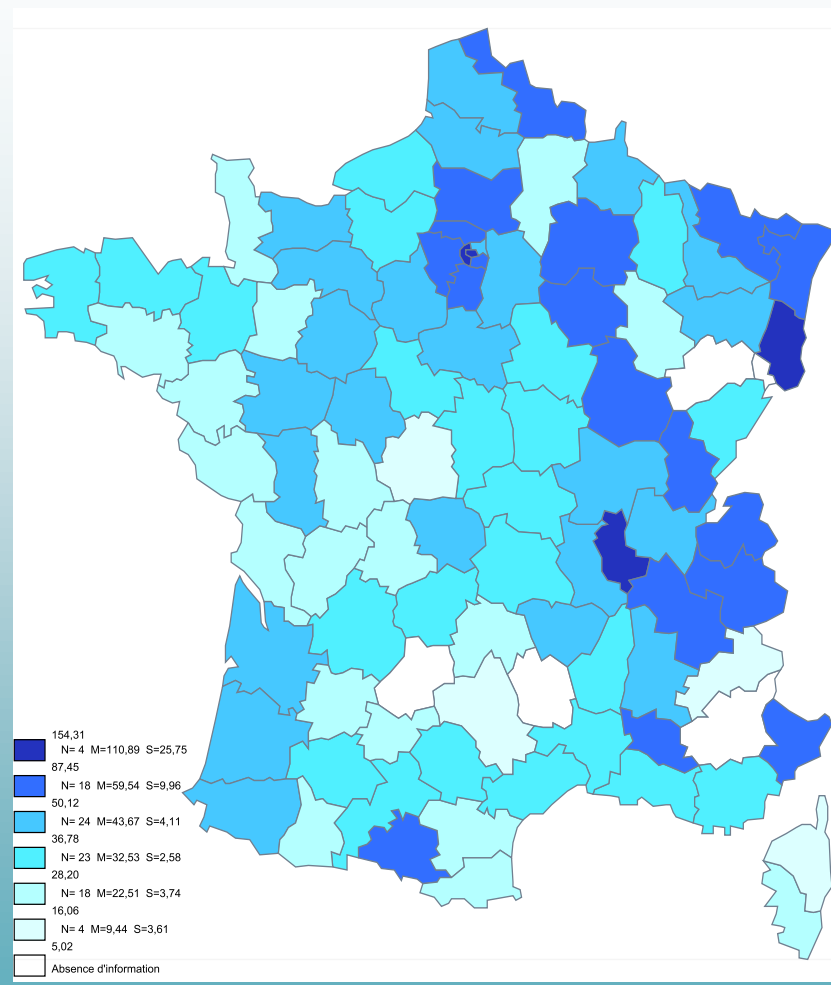 154,31
N= 4 M=110,89 S=25,75
87,45
N= 18 M=59,54 S=9,96
50,12
N= 24 M=43,67 S=4,11
36,78
N= 23 M=32,53 S=2,58
28,20
N= 18 M=22,51 S=3,74
16,06
N= 4 M=9,44 S=3,61
5,02
Absence d'information